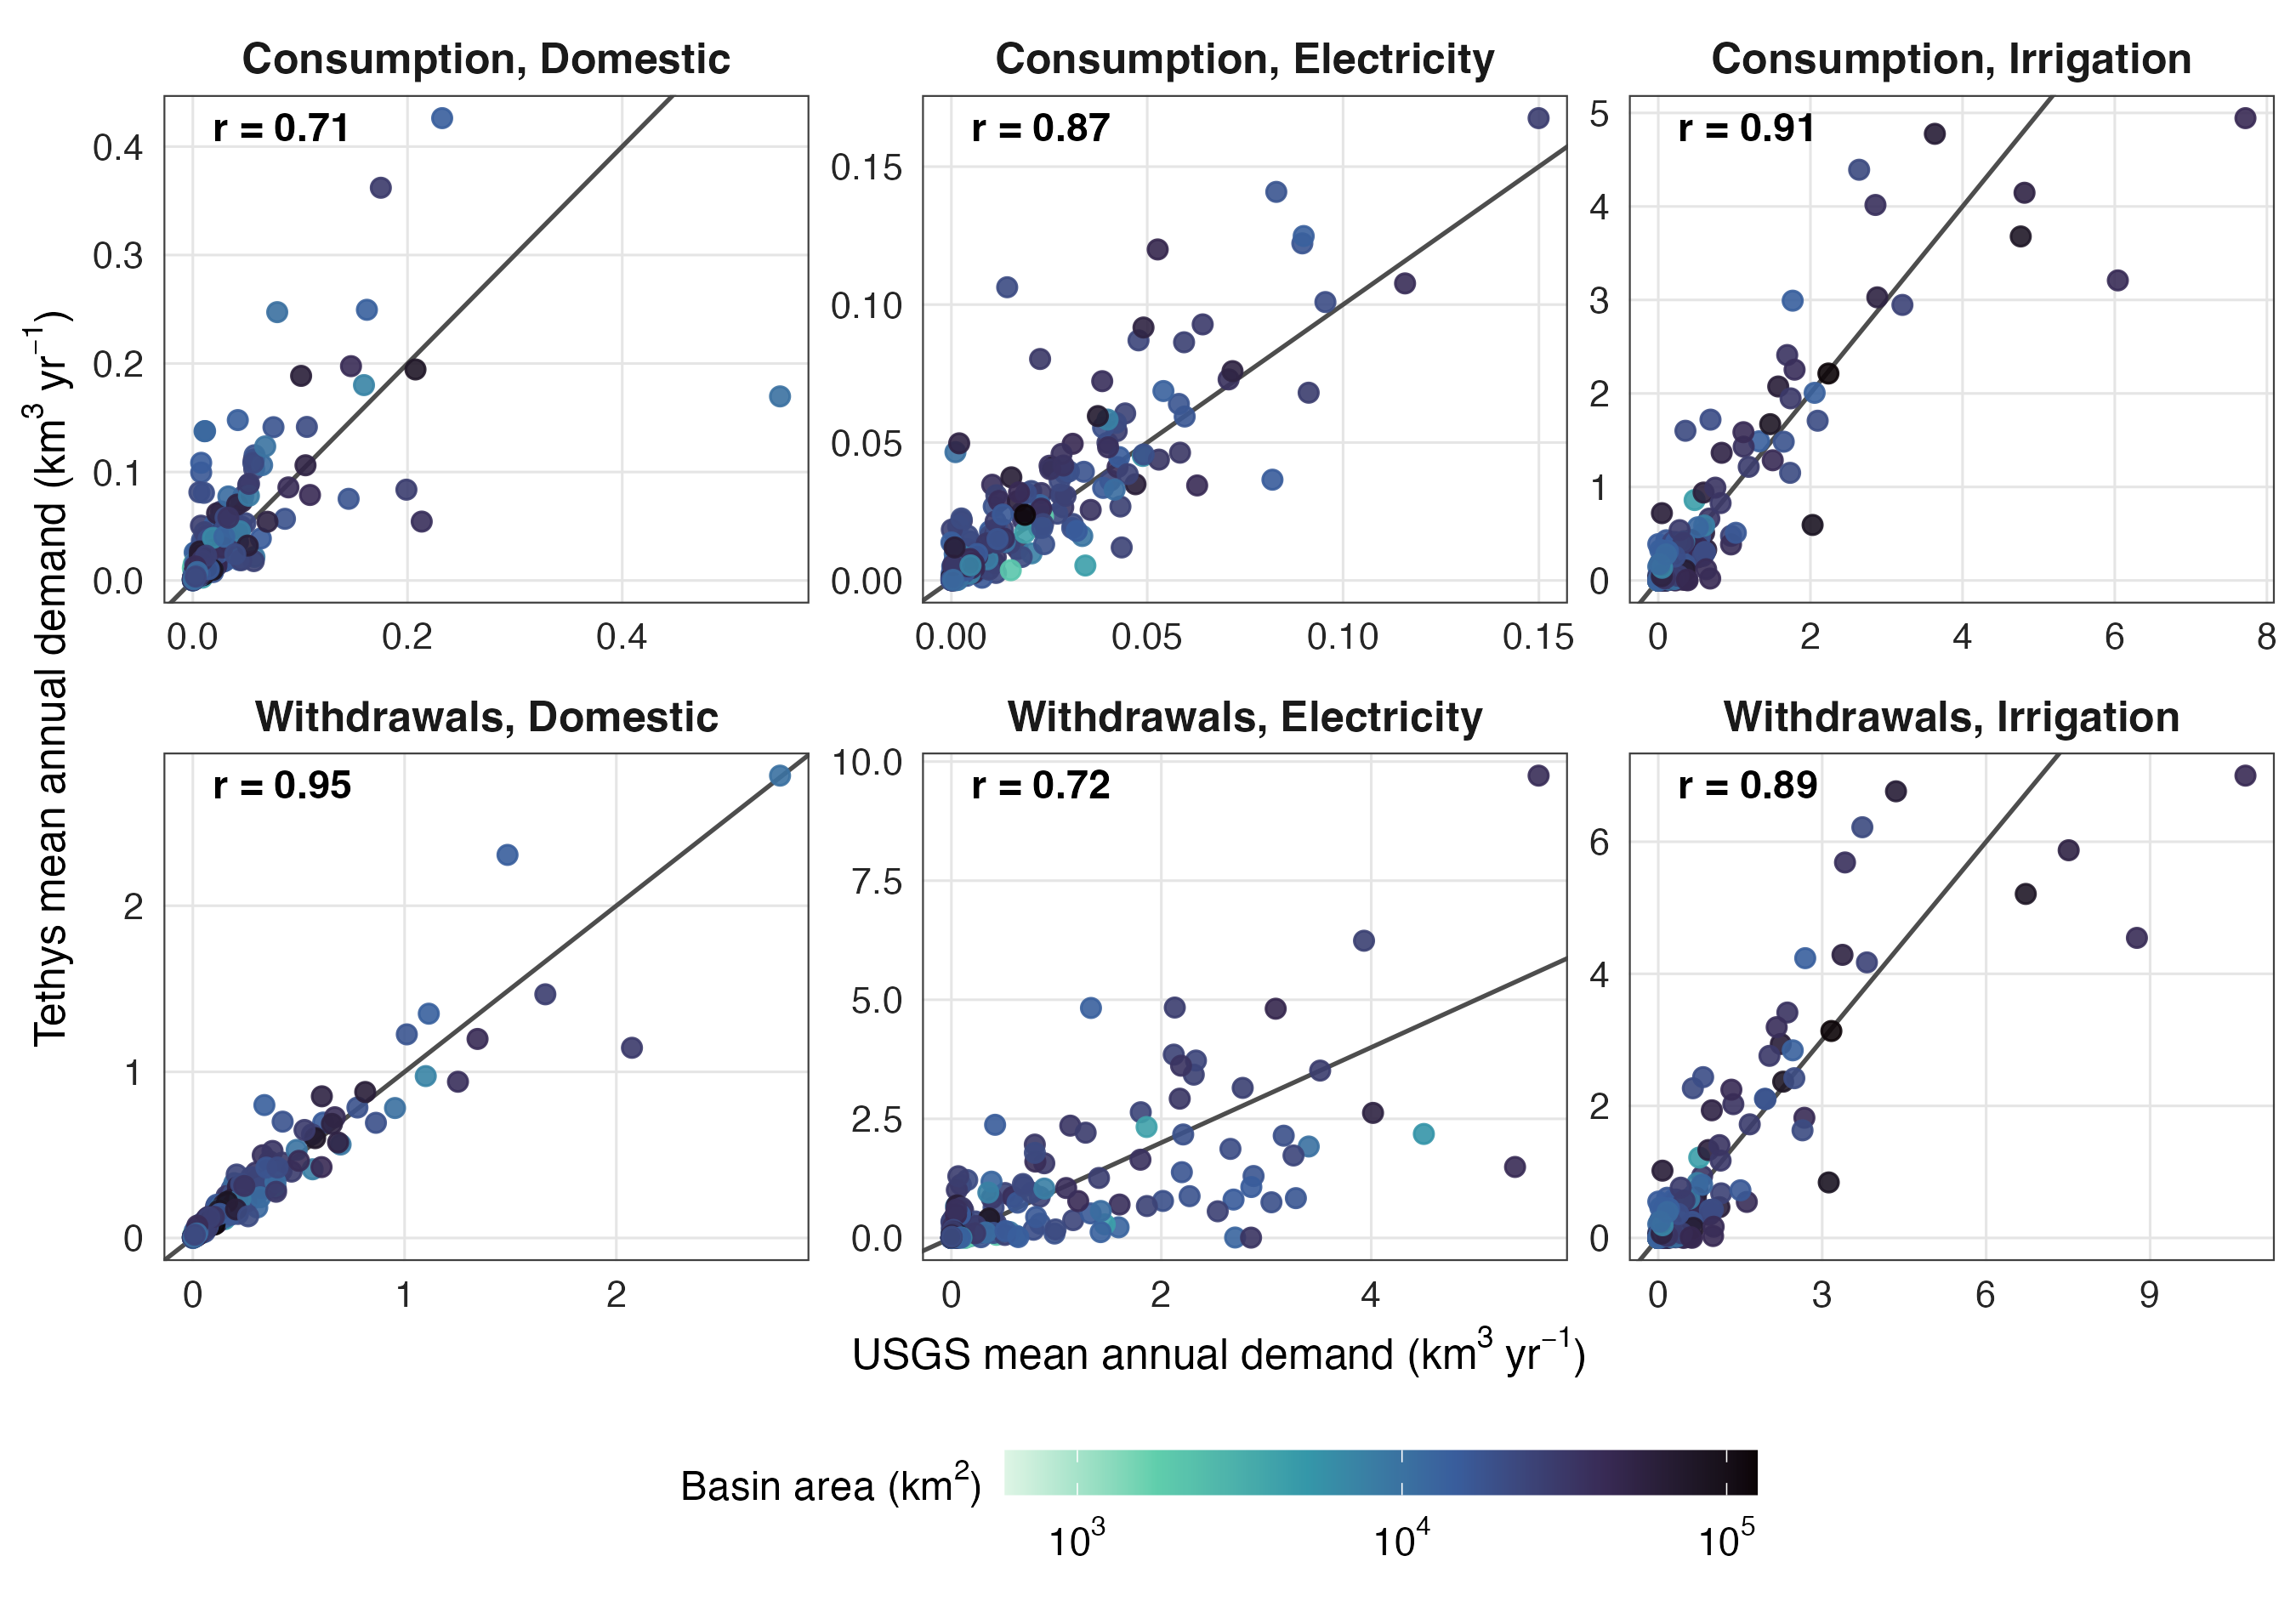 Consumption, Domestic
Consumption, Electricity
Consumption, Irrigation
r = 0.71
r = 0.87
r = 0.91
0.4
0.3
0.2
0.1
0.0
0.15
0.10
0.05
0.00
5
4
3
2
1
0
0.0 0.2 0.4
0.00 0.05 0.10 0.15
0 2 4 6 8
Tethys mean annual demand (km³ yr⁻¹)
Withdrawals, Domestic
Withdrawals, Electricity
Withdrawals, Irrigation
r = 0.95
r = 0.72
r = 0.89
2
1
0
10.0
7.5
5.0
2.5
0.0
6
4
2
0
0 1 2
0 2 4
0 3 6 9
USGS mean annual demand (km³ yr⁻¹)
Basin area (km²)
10³ 10⁴ 10⁵